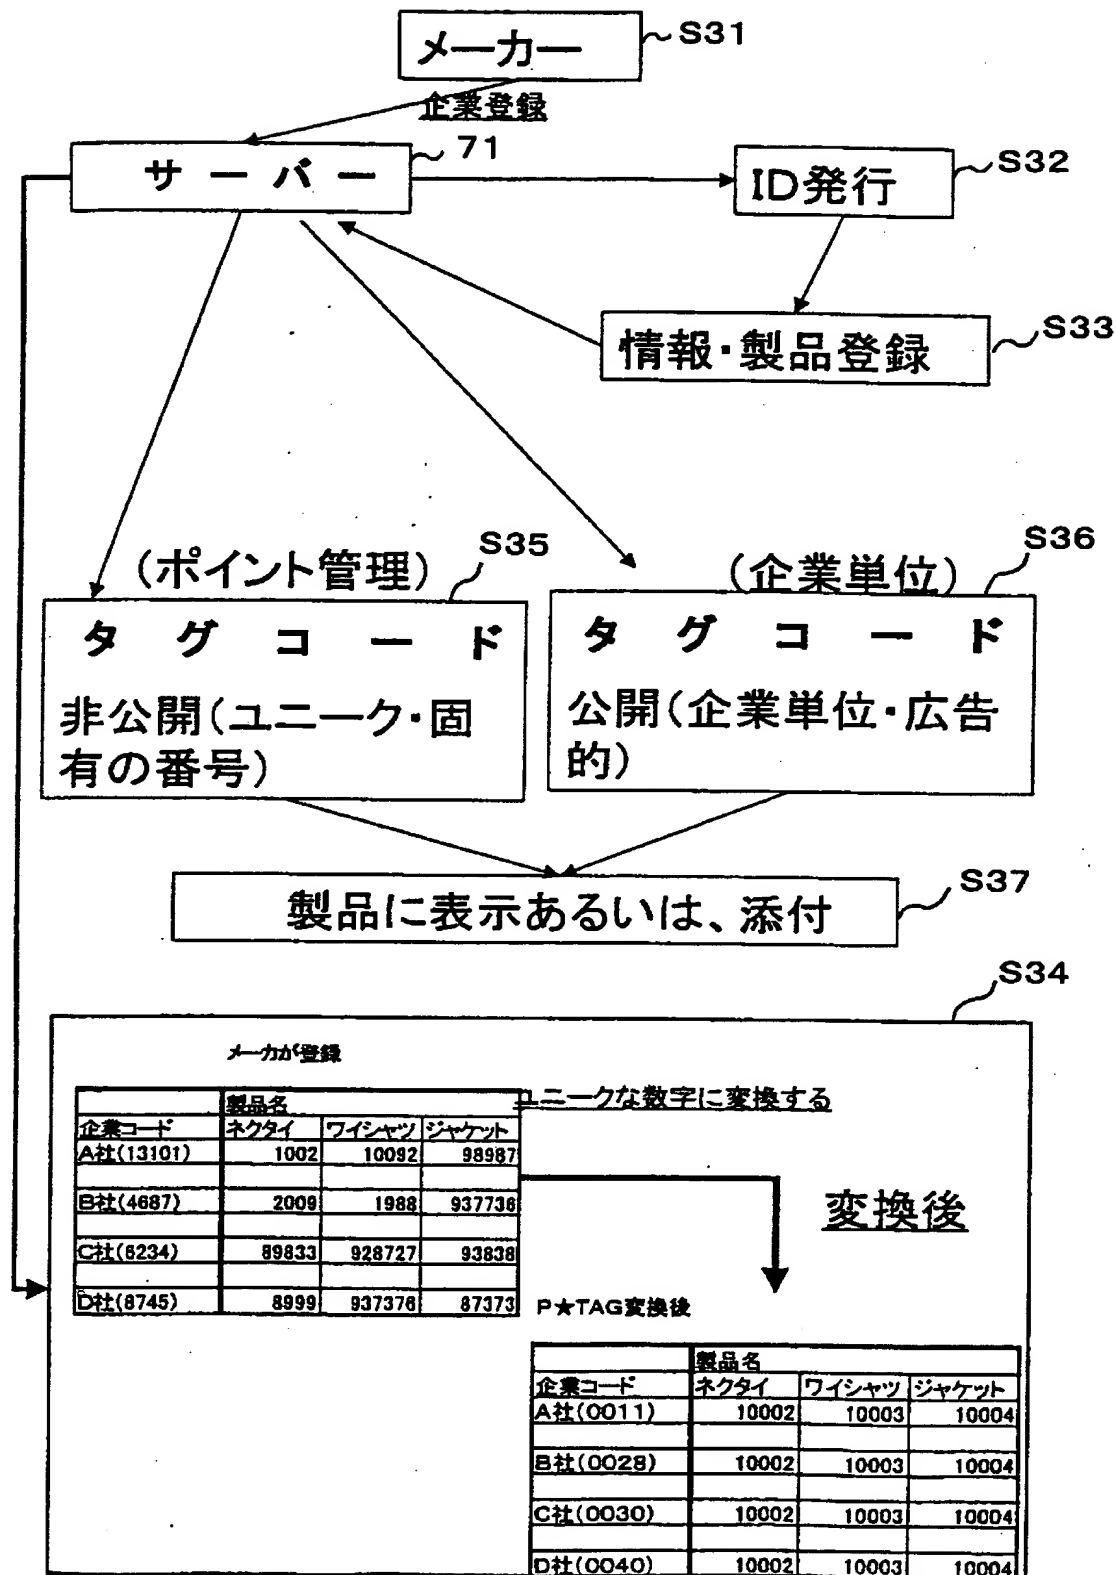 メーカー
S31
企業登録
71
サーバー
ID発行
S32
情報・製品登録
S33
(ポイント管理)
S35
タグコード
非公開(ユニーク・固
有の番号)
(企業単位)
S36
タグコード
公開(企業単位・広告
的)
製品に表示あるいは、添付
S37
S34
メーカが登録
ユニークな数字に変換する
製品名
企業コード ネクタイ ワイシャツ ジャケット
A社(13101) 1002 10092 98987
B社(4687) 2009 1988 937736
C社(6234) 89833 928727 93838
D社(8745) 8999 937376 87373
変換後
P★TAG変換後
製品名
企業コード ネクタイ ワイシャツ ジャケット
A社(0011) 10002 10003 10004
B社(0028) 10002 10003 10004
C社(0030) 10002 10003 10004
D社(0040) 10002 10003 10004